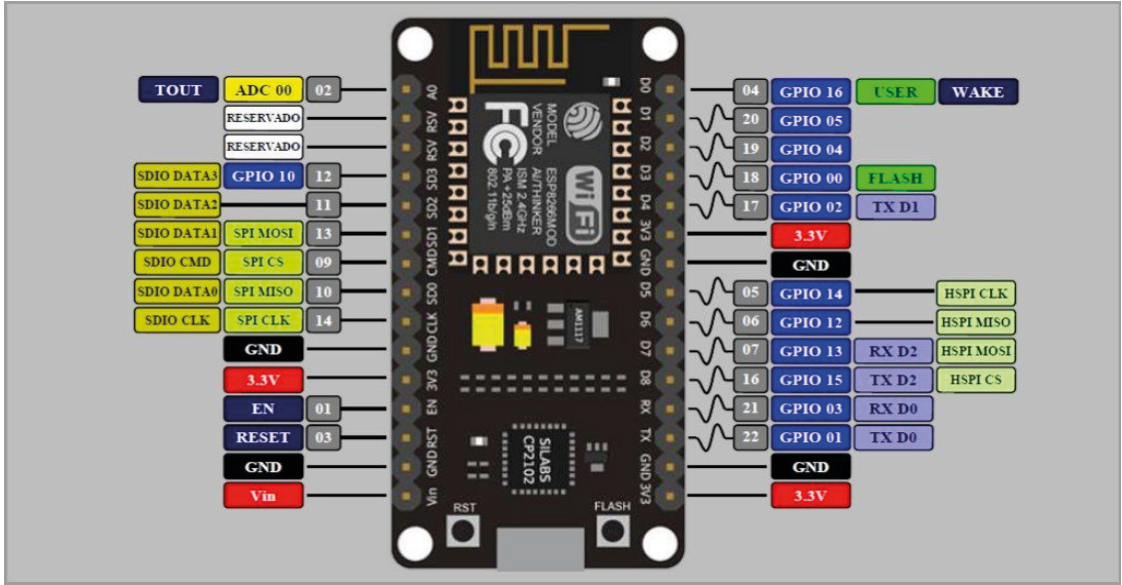 TOUT ADC 00 02 A0
RESERVADO RSV
RESERVADO RSV
SDIO DATA3 GPIO 10 12 SD3
SDIO DATA2 11 SD2
SDIO DATA1 SPI MOSI 13 SD1
SDIO CMD SPI CS 09 CMD
SDIO DATA0 SPI MISO 10 SD0
SDIO CLK SPI CLK 14 CLK
GND GND
3.3V 3V3
EN 01 EN
RESET 03 RST
GND GND
Vin Vin
MODEL ESP8266MOD
VENDOR AI/THINKER
ISM 2.4GHz
PA +25dBm
802.11b/g/n
FC
Wi Fi
AM1117
SILABS
CP2102
RST
FLASH
D0 04 GPIO 16 USER WAKE
D1 20 GPIO 05
D2 19 GPIO 04
D3 18 GPIO 00 FLASH
D4 17 GPIO 02 TX D1
3V3 3.3V
GND GND
D5 05 GPIO 14 HSPI CLK
D6 06 GPIO 12 HSPI MISO
D7 07 GPIO 13 RX D2 HSPI MOSI
D8 16 GPIO 15 TX D2 HSPI CS
RX 21 GPIO 03 RX D0
TX 22 GPIO 01 TX D0
GND GND
3V3 3.3V